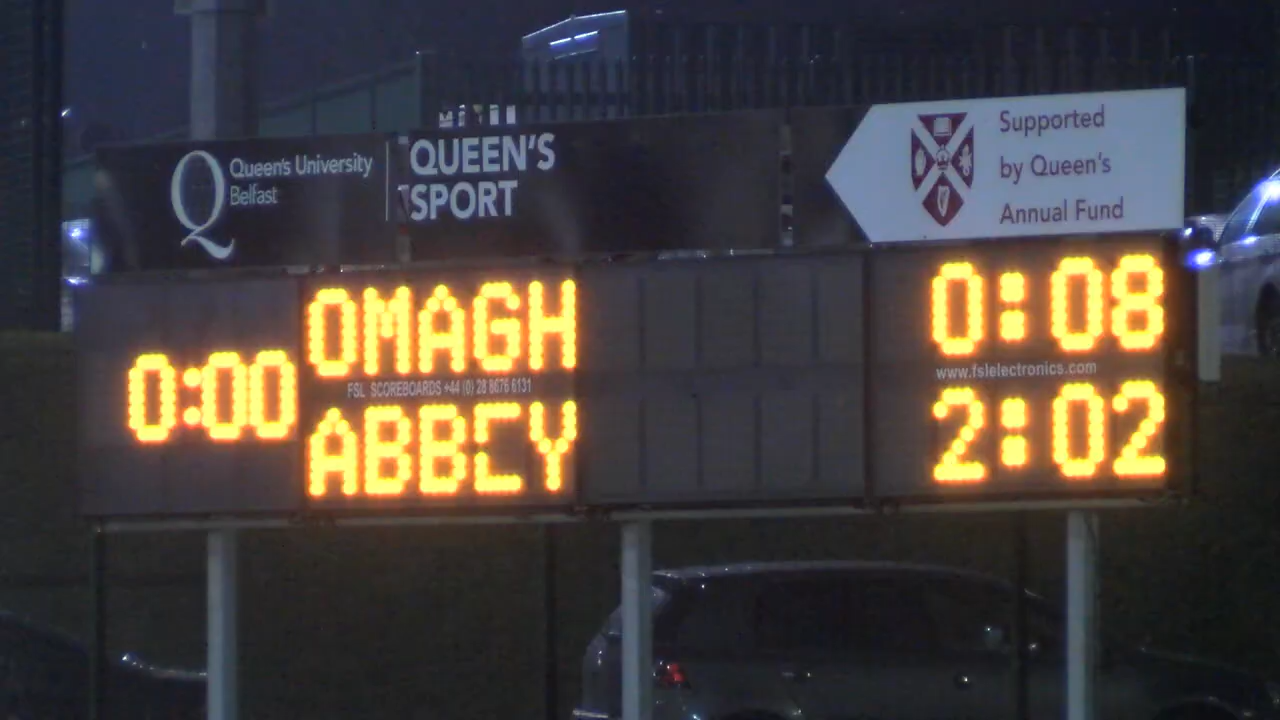 Queen's University
Belfast
QUEEN'S
SPORT
Supported
by Queen's
Annual Fund
0:00
OMAGH
0:08
FSL SCOREBOARDS +44 (0) 28 8676 6131
www.fslelectronics.com
ABBEY
2:02